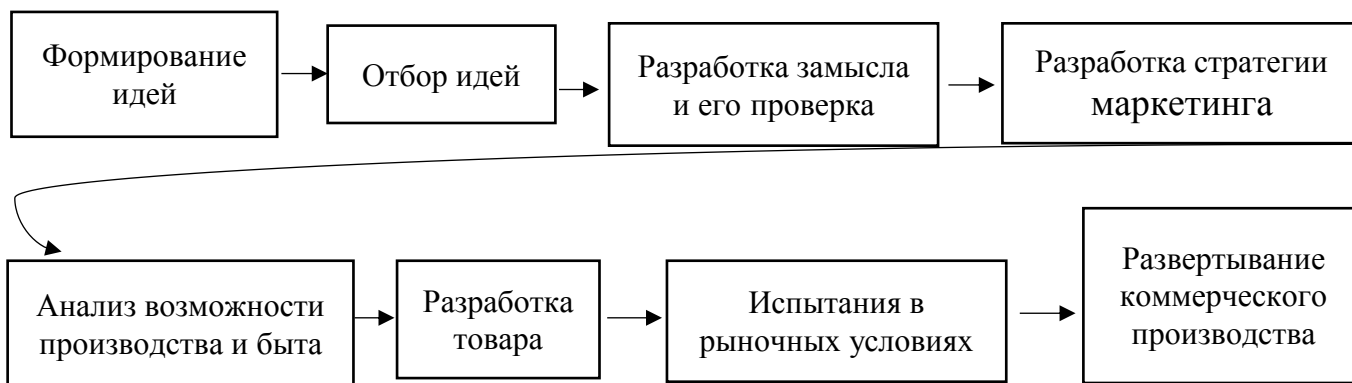 Формирование
идей
Отбор идей
Разработка замысла
и его проверка
Разработка стратегии
маркетинга
Анализ возможности
производства и быта
Разработка
товара
Испытания в
рыночных условиях
Развертывание
коммерческого
производства